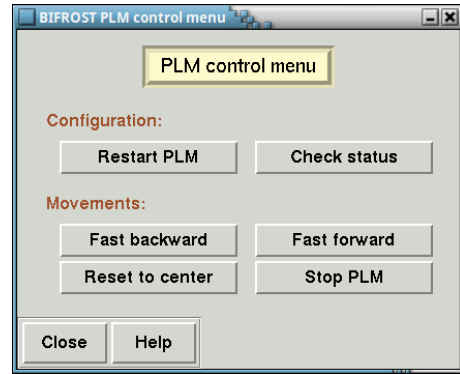 BIFROST PLM control menu
PLM control menu
Configuration:
Restart PLM Check status
Movements:
Fast backward Fast forward
Reset to center Stop PLM
Close Help